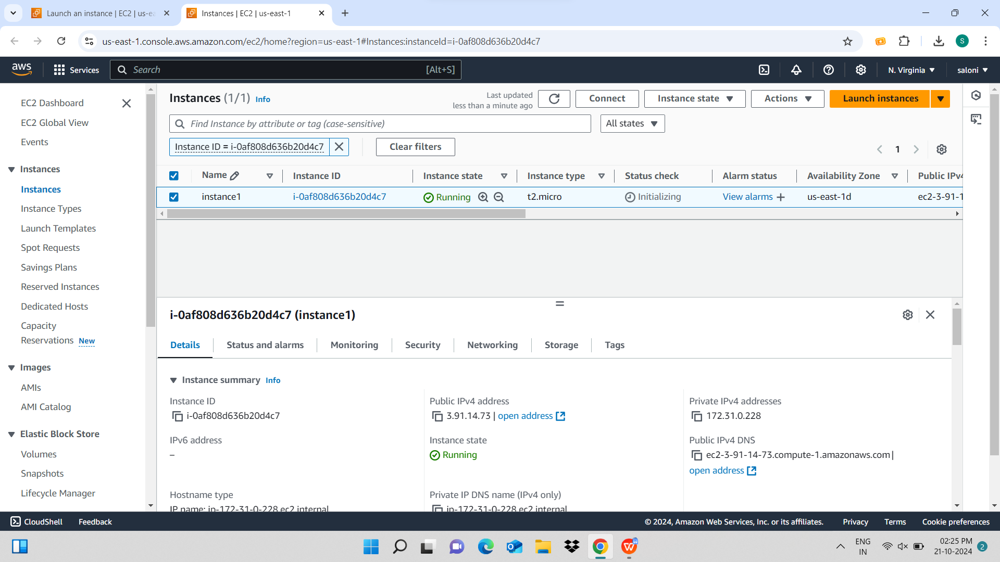 Launch an instance | EC2 | us-ea
Instances | EC2 | us-east-1
us-east-1.console.aws.amazon.com/ec2/home?region=us-east-1#Instances:instanceId=i-0af808d636b20d4c7
S
aws
Services
Search
[Alt+S]
N. Virginia
saloni
EC2 Dashboard
EC2 Global View
Events
Instances
Instances
Instance Types
Launch Templates
Spot Requests
Savings Plans
Reserved Instances
Dedicated Hosts
Capacity
Reservations New
Images
AMIs
AMI Catalog
Elastic Block Store
Volumes
Snapshots
Lifecycle Manager
Instances (1/1) Info
Last updated
less than a minute ago
Connect
Instance state
Actions
Launch instances
Find Instance by attribute or tag (case-sensitive)
All states
Instance ID = i-0af808d636b20d4c7
Clear filters
1
Name Instance ID Instance state Instance type Status check Alarm status Availability Zone Public IPv4
instance1 i-0af808d636b20d4c7 Running t2.micro Initializing View alarms us-east-1d ec2-3-91-1
i-0af808d636b20d4c7 (instance1)
Details Status and alarms Monitoring Security Networking Storage Tags
Instance summary Info
Instance ID
i-0af808d636b20d4c7
Public IPv4 address
3.91.14.73 | open address
Private IPv4 addresses
172.31.0.228
IPv6 address
–
Instance state
Running
Public IPv4 DNS
ec2-3-91-14-73.compute-1.amazonaws.com |
open address
Hostname type
IP name: ip-172-31-0-228.ec2.internal
Private IP DNS name (IPv4 only)
ip-172-31-0-228.ec2.internal
CloudShell Feedback
© 2024, Amazon Web Services, Inc. or its affiliates. Privacy Terms Cookie preferences
ENG
IN
02:25 PM
21-10-2024
2